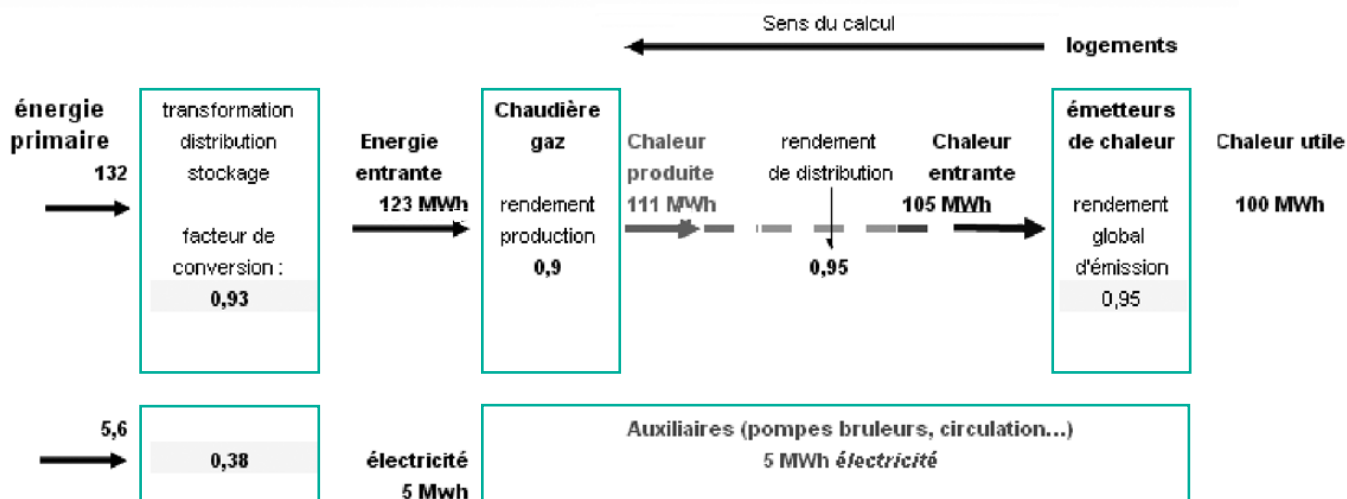 Sens du calcul
logements
énergie
primaire
132
transformation
distribution
stockage
facteur de
conversion :
0,93
Energie
entrante
123 MWh
Chaudière
gaz
rendement
production
0,9
Chaleur
produite
111 MWh
rendement
de distribution
0,95
Chaleur
entrante
105 MWh
émetteurs
de chaleur
rendement
global
d'émission
0,95
Chaleur utile
100 MWh
5,6
0,38
électricité
5 Mwh
Auxiliaires (pompes bruleurs, circulation...)
5 MWh électricité